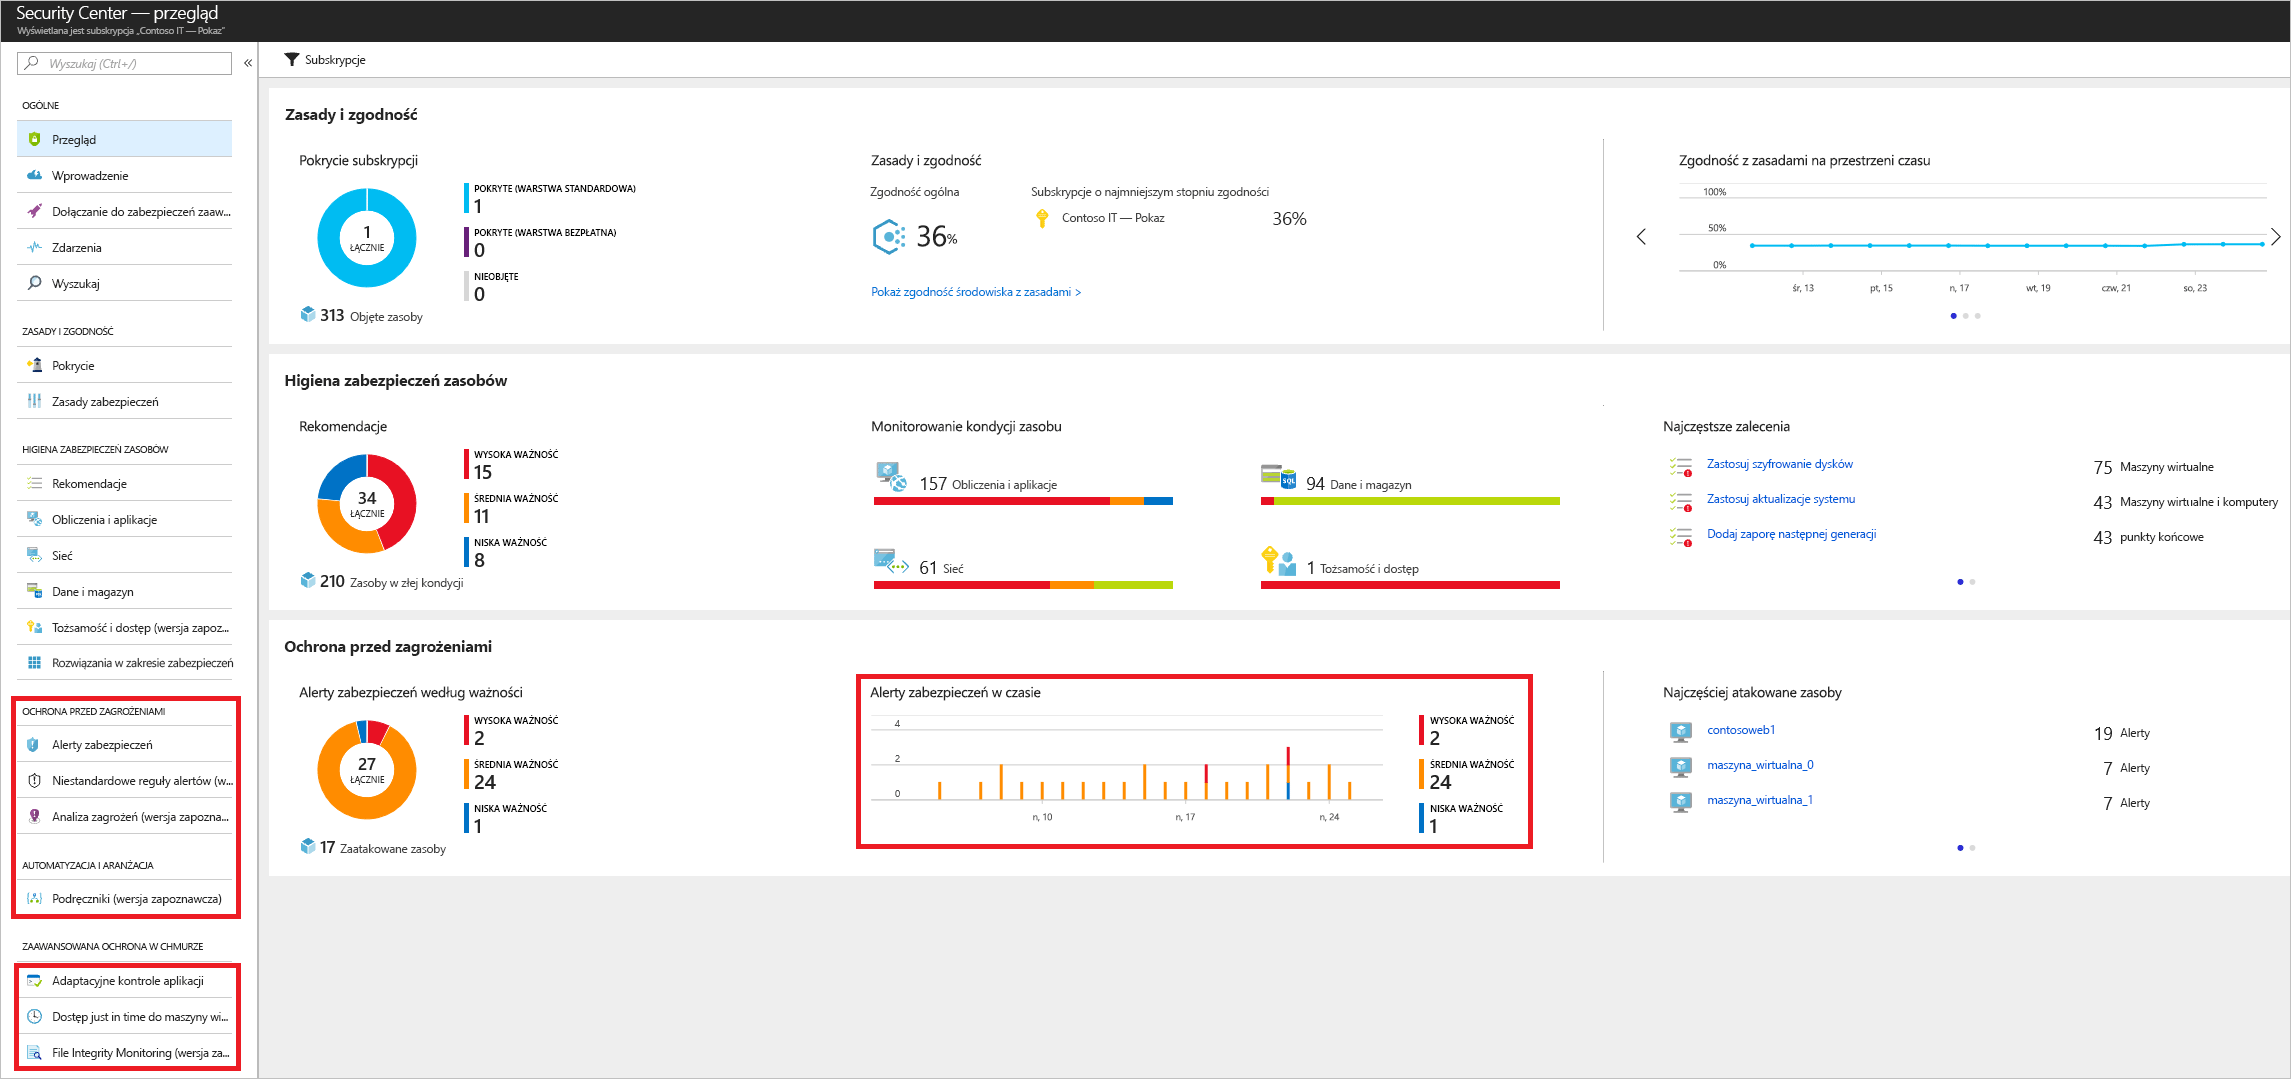 Security Center — przegląd
Wyświetlana jest subskrypcja „Contoso IT — Pokaz”
Wyszukaj (Ctrl+/)
«
OGÓLNE
Przegląd
Wprowadzenie
Dołączanie do zabezpieczeń zaaw...
Zdarzenia
Wyszukaj
ZASADY I ZGODNOŚĆ
Pokrycie
Zasady zabezpieczeń
HIGIENA ZABEZPIECZEŃ ZASOBÓW
Rekomendacje
Obliczenia i aplikacje
Sieć
Dane i magazyn
Tożsamość i dostęp (wersja zapoz...
Rozwiązania w zakresie zabezpieczeń
OCHRONA PRZED ZAGROŻENIAMI
Alerty zabezpieczeń
Niestandardowe reguły alertów (w...
Analiza zagrożeń (wersja zapozna...
AUTOMATYZACJA I ARANŻACJA
Podręczniki (wersja zapoznawcza)
ZAAWANSOWANA OCHRONA W CHMURZE
Adaptacyjne kontrole aplikacji
Dostęp just in time do maszyny wi...
File Integrity Monitoring (wersja za...
Subskrypcje
Zasady i zgodność
Pokrycie subskrypcji
1
ŁĄCZNIE
POKRYTE (WARSTWA STANDARDOWA)
1
POKRYTE (WARSTWA BEZPŁATNA)
0
NIEOBJĘTE
0
313 Objęte zasoby
Zasady i zgodność
Zgodność ogólna
36%
Subskrypcje o najmniejszym stopniu zgodności
Contoso IT — Pokaz 36%
Pokaż zgodność środowiska z zasadami >
Zgodność z zasadami na przestrzeni czasu
100%
50%
0%
śr, 13 pt, 15 n, 17 wt, 19 czw, 21 so, 23
Higiena zabezpieczeń zasobów
Rekomendacje
34
ŁĄCZNIE
WYSOKA WAŻNOŚĆ
15
ŚREDNIA WAŻNOŚĆ
11
NISKA WAŻNOŚĆ
8
210 Zasoby w złej kondycji
Monitorowanie kondycji zasobu
157 Obliczenia i aplikacje
SQL
94 Dane i magazyn
61 Sieć
1 Tożsamość i dostęp
Najczęstsze zalecenia
Zastosuj szyfrowanie dysków 75 Maszyny wirtualne
Zastosuj aktualizacje systemu 43 Maszyny wirtualne i komputery
Dodaj zaporę następnej generacji 43 punkty końcowe
Ochrona przed zagrożeniami
Alerty zabezpieczeń według ważności
27
ŁĄCZNIE
WYSOKA WAŻNOŚĆ
2
ŚREDNIA WAŻNOŚĆ
24
NISKA WAŻNOŚĆ
1
17 Zaatakowane zasoby
Alerty zabezpieczeń w czasie
4
2
0
n, 10 n, 17 n, 24
WYSOKA WAŻNOŚĆ
2
ŚREDNIA WAŻNOŚĆ
24
NISKA WAŻNOŚĆ
1
Najczęściej atakowane zasoby
contosoweb1 19 Alerty
maszyna_wirtualna_0 7 Alerty
maszyna_wirtualna_1 7 Alerty